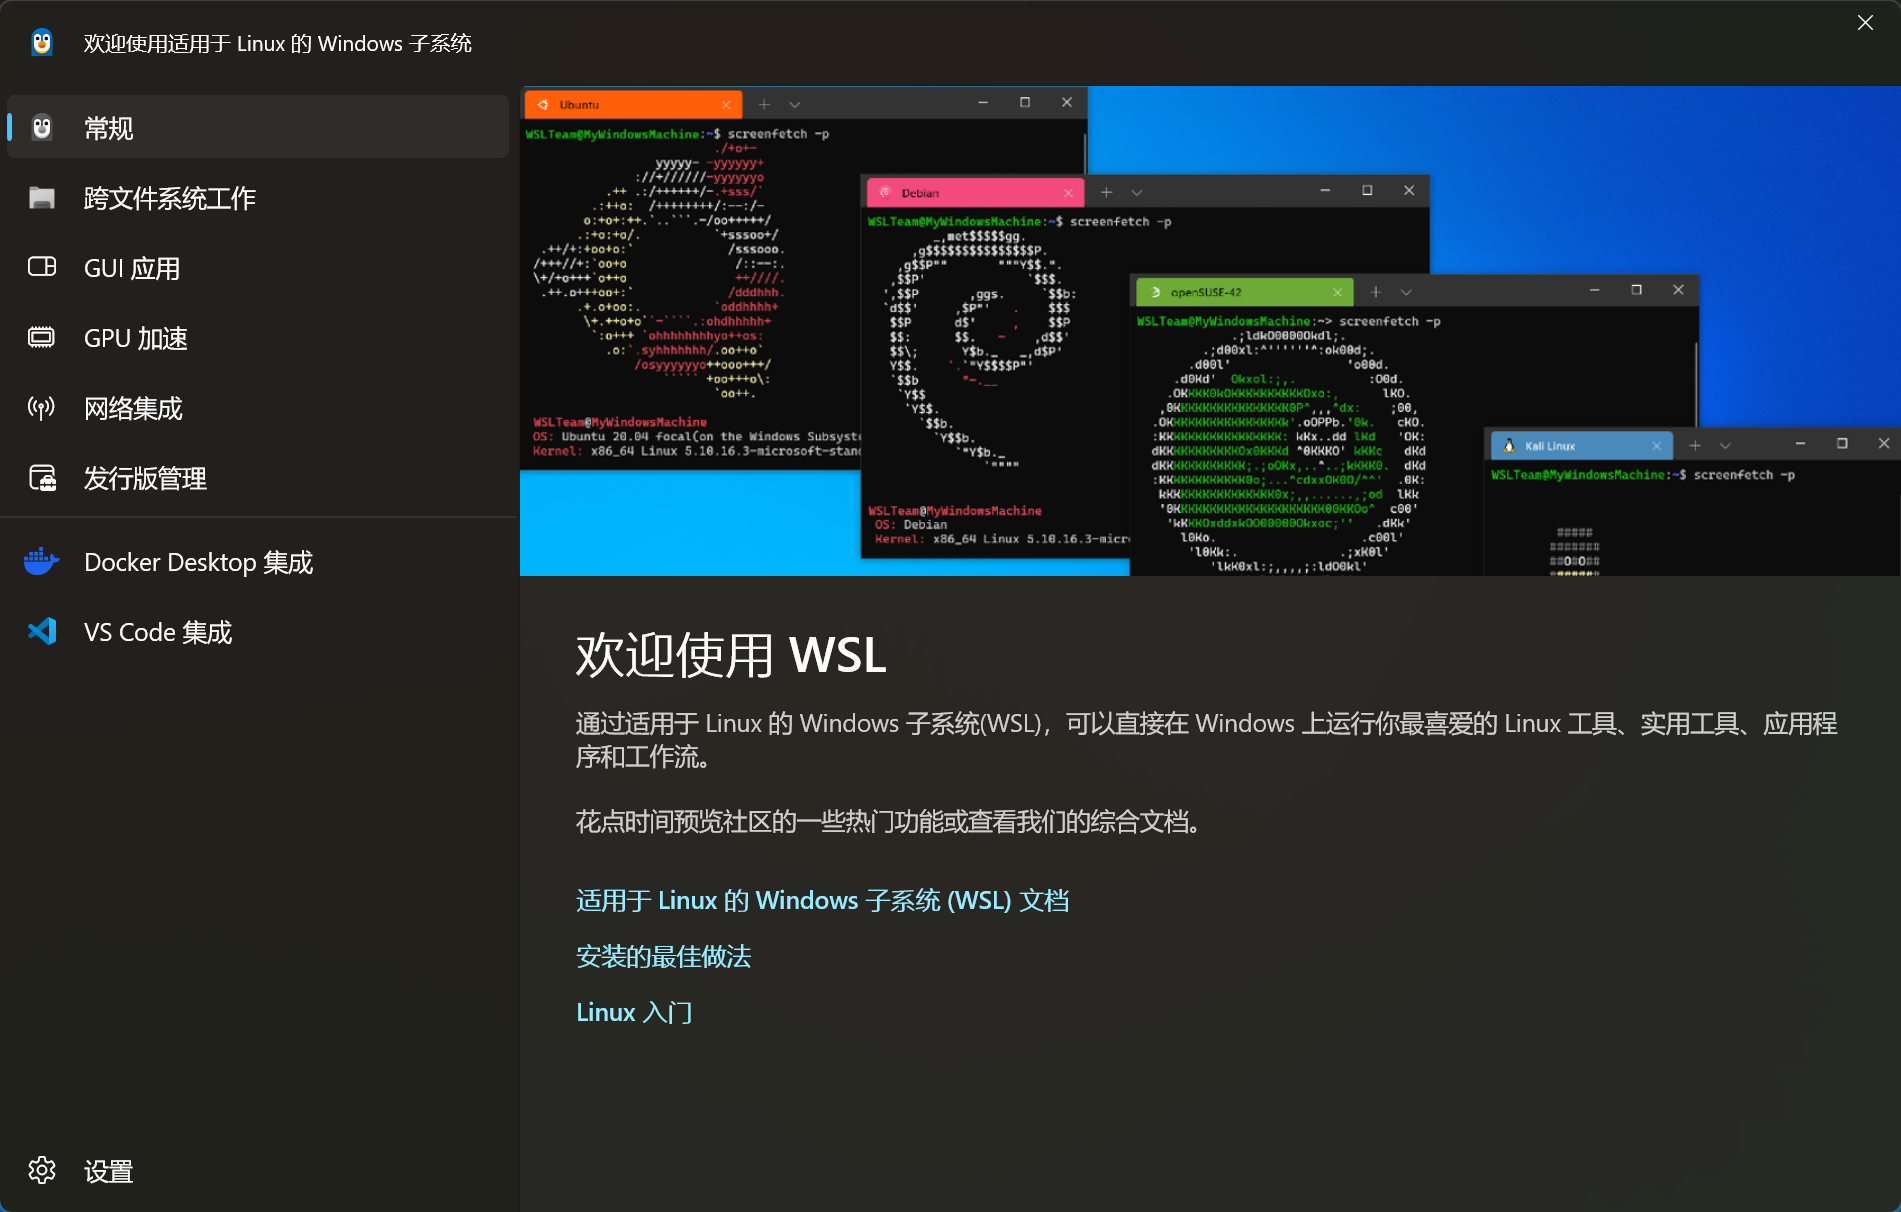 欢迎使用适用于 Linux 的 Windows 子系统
常规
跨文件系统工作
GUI 应用
GPU 加速
网络集成
发行版管理
Docker Desktop 集成
VS Code 集成
设置
Ubuntu
WSLTeam@MyWindowsMachine:~$ screenfetch -p
WSLTeam@MyWindowsMachine
OS: Ubuntu 20.04 focal(on the Windows Subsyste
Kernel: x86_64 Linux 5.10.16.3-microsoft-stan
Debian
WSLTeam@MyWindowsMachine:~$ screenfetch -p
WSLTeam@MyWindowsMachine
OS: Debian
Kernel: x86_64 Linux 5.10.16.3-micr
openSUSE-42
WSLTeam@MyWindowsMachine:~> screenfetch -p
Kali Linux
WSLTeam@MyWindowsMachine:~$ screenfetch -p
欢迎使用 WSL
通过适用于 Linux 的 Windows 子系统(WSL)，可以直接在 Windows 上运行你最喜爱的 Linux 工具、实用工具、应用程
序和工作流。
花点时间预览社区的一些热门功能或查看我们的综合文档。
适用于 Linux 的 Windows 子系统 (WSL) 文档
安装的最佳做法
Linux 入门